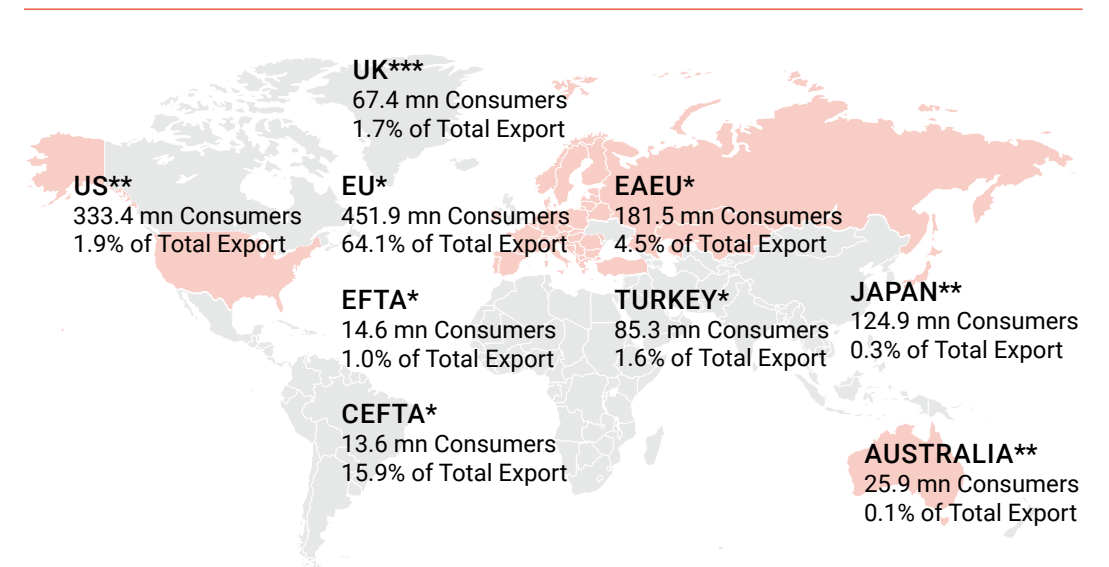 UK***
67.4 mn Consumers
1.7% of Total Export
US**
333.4 mn Consumers
1.9% of Total Export
EU*
451.9 mn Consumers
64.1% of Total Export
EAEU*
181.5 mn Consumers
4.5% of Total Export
EFTA*
14.6 mn Consumers
1.0% of Total Export
TURKEY*
85.3 mn Consumers
1.6% of Total Export
JAPAN**
124.9 mn Consumers
0.3% of Total Export
CEFTA*
13.6 mn Consumers
15.9% of Total Export
AUSTRALIA**
25.9 mn Consumers
0.1% of Total Export